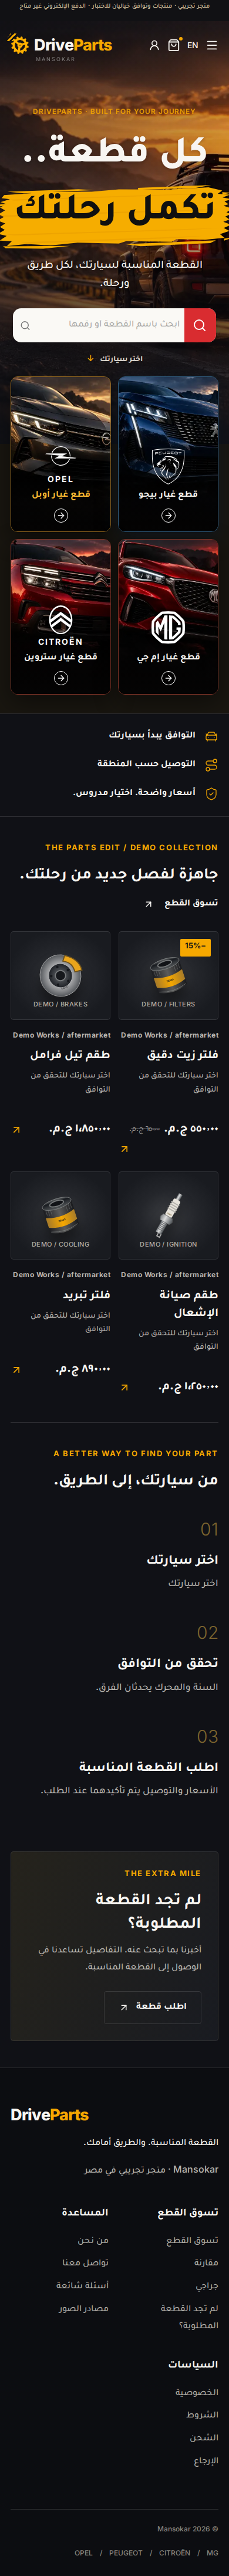 متجر تجريبي · منتجات وتوافق خياليان للاختبار · الدفع الإلكتروني غير متاح
DriveParts
MANSOKAR
EN
DRIVEPARTS · BUILT FOR YOUR JOURNEY
كل قطعة..
تكمل رحلتك
القطعة المناسبة لسيارتك، لكل طريق
ورحلة.
ابحث باسم القطعة او رقمها
اختر سيارتك
PEUGEOT
قطع غيار بيجو
OPEL
قطع غيار أوبل
MG
قطع غيار إم جي
CITROËN
قطع غيار ستروين
التوافق يبدأ بسيارتك
التوصيل حسب المنطقة
أسعار واضحة. اختيار مدروس.
THE PARTS EDIT / DEMO COLLECTION
جاهزة لفصل جديد من رحلتك.
تسوق القطع
−15%
DEMO / FILTERS
Demo Works / aftermarket
فلتر زيت دقيق
اختر سيارتك للتحقق من
التوافق
٥٥٠٫٠٠ ج.م.
DEMO / BRAKES
Demo Works / aftermarket
طقم تيل فرامل
اختر سيارتك للتحقق من
التوافق
١٬٨٥٠٫٠٠ ج.م.
DEMO / IGNITION
Demo Works / aftermarket
طقم صيانة
الإشعال
اختر سيارتك للتحقق من
التوافق
١٬٢٥٠٫٠٠ ج.م.
DEMO / COOLING
Demo Works / aftermarket
فلتر تبريد
اختر سيارتك للتحقق من
التوافق
٨٩٠٫٠٠ ج.م.
A BETTER WAY TO FIND YOUR PART
من سيارتك، إلى الطريق.
01
اختر سيارتك
اختر سيارتك
02
تحقق من التوافق
السنة والمحرك يحدثان الفرق.
03
اطلب القطعة المناسبة
الأسعار والتوصيل يتم تأكيدهما عند الطلب.
THE EXTRA MILE
لم تجد القطعة
المطلوبة؟
أخبرنا بما تبحث عنه. التفاصيل تساعدنا في
الوصول إلى القطعة المناسبة.
اطلب قطعة
DriveParts
القطعة المناسبة. والطريق أمامك.
Mansokar · متجر تجريبي في مصر
تسوق القطع
تسوق القطع
مقارنة
جراجي
لم تجد القطعة
المطلوبة؟
المساعدة
من نحن
تواصل معنا
أسئلة شائعة
مصادر الصور
السياسات
الخصوصية
الشروط
الشحن
الإرجاع
© 2026 Mansokar
OPEL / PEUGEOT / CITROËN / MG